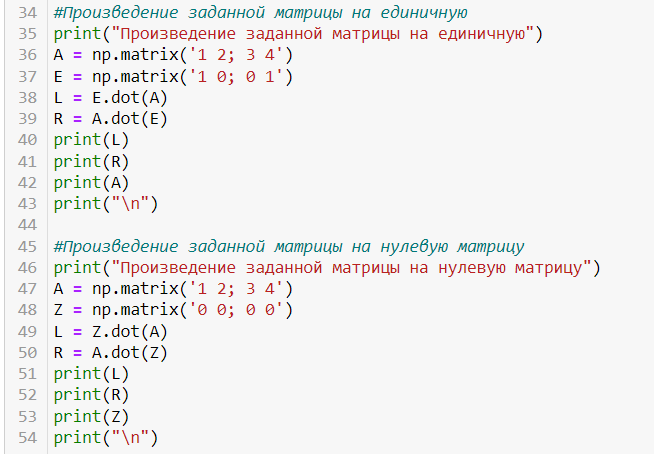 34 #Произведение заданной матрицы на единичную
35 print("Произведение заданной матрицы на единичную")
36 A = np.matrix('1 2; 3 4')
37 E = np.matrix('1 0; 0 1')
38 L = E.dot(A)
39 R = A.dot(E)
40 print(L)
41 print(R)
42 print(A)
43 print("\n")
44
45 #Произведение заданной матрицы на нулевую матрицу
46 print("Произведение заданной матрицы на нулевую матрицу")
47 A = np.matrix('1 2; 3 4')
48 Z = np.matrix('0 0; 0 0')
49 L = Z.dot(A)
50 R = A.dot(Z)
51 print(L)
52 print(R)
53 print(Z)
54 print("\n")